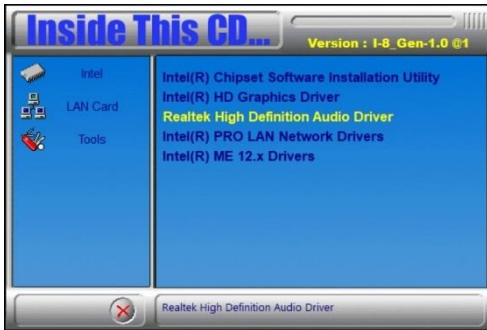 Inside This CD...
Version : I-8_Gen-1.0 @1
Intel
LAN Card
Tools
Intel(R) Chipset Software Installation Utility
Intel(R) HD Graphics Driver
Realtek High Definition Audio Driver
Intel(R) PRO LAN Network Drivers
Intel(R) ME 12.x Drivers
Realtek High Definition Audio Driver